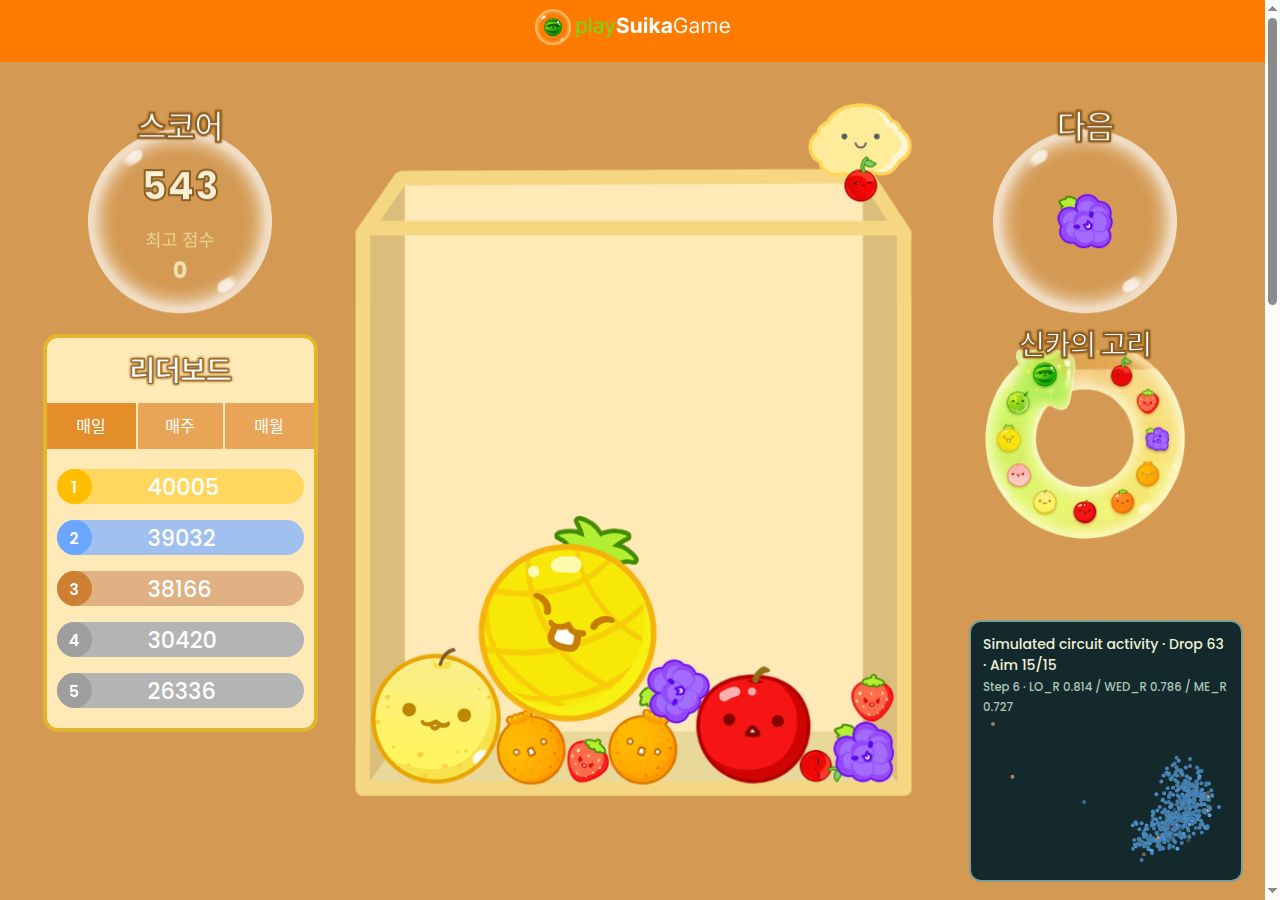 playSuikaGame
스코어
543
최고 점수
0
다음
신카의 고리
리더보드
매일 매주 매월
1 40005
2 39032
3 38166
4 30420
5 26336
Simulated circuit activity · Drop 63
· Aim 15/15
Step 6 · LO_R 0.814 / WED_R 0.786 / ME_R
0.727